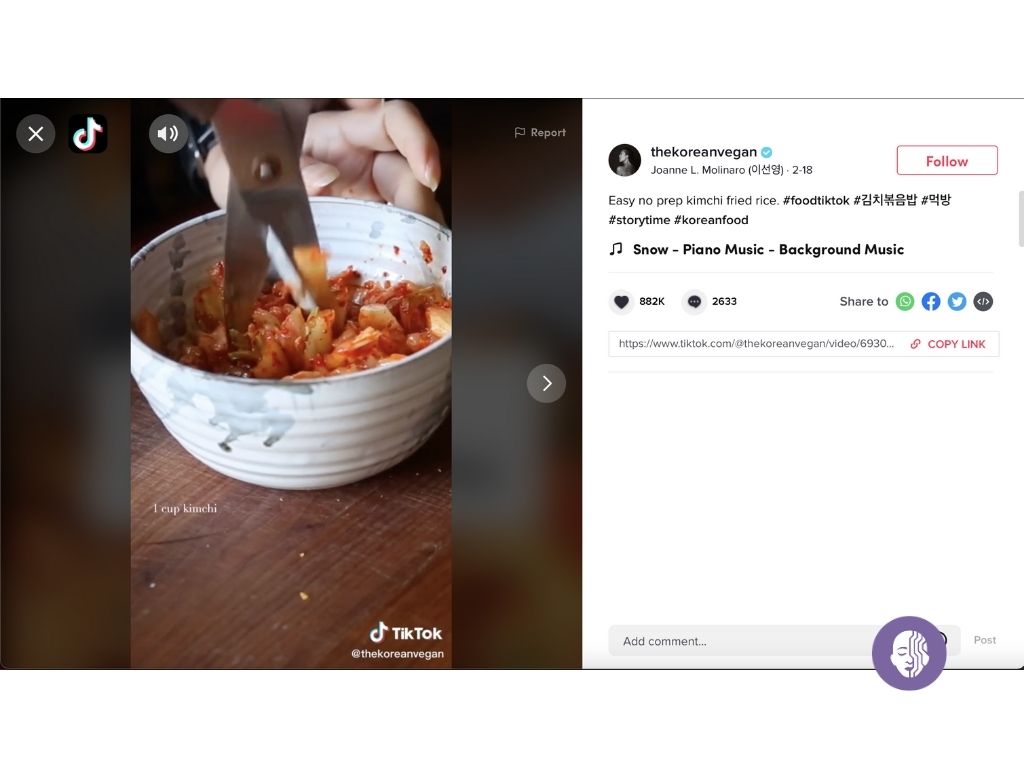 Report
1 cup kimchi
TikTok
@thekoreanvegan
thekoreanvegan
Joanne L. Molinaro (이선영) · 2-18
Follow
Easy no prep kimchi fried rice. #foodtiktok #김치볶음밥 #먹방
#storytime #koreanfood
Snow - Piano Music - Background Music
882K
2633
Share to
https://www.tiktok.com/@thekoreanvegan/video/6930...
COPY LINK
Add comment...
Post